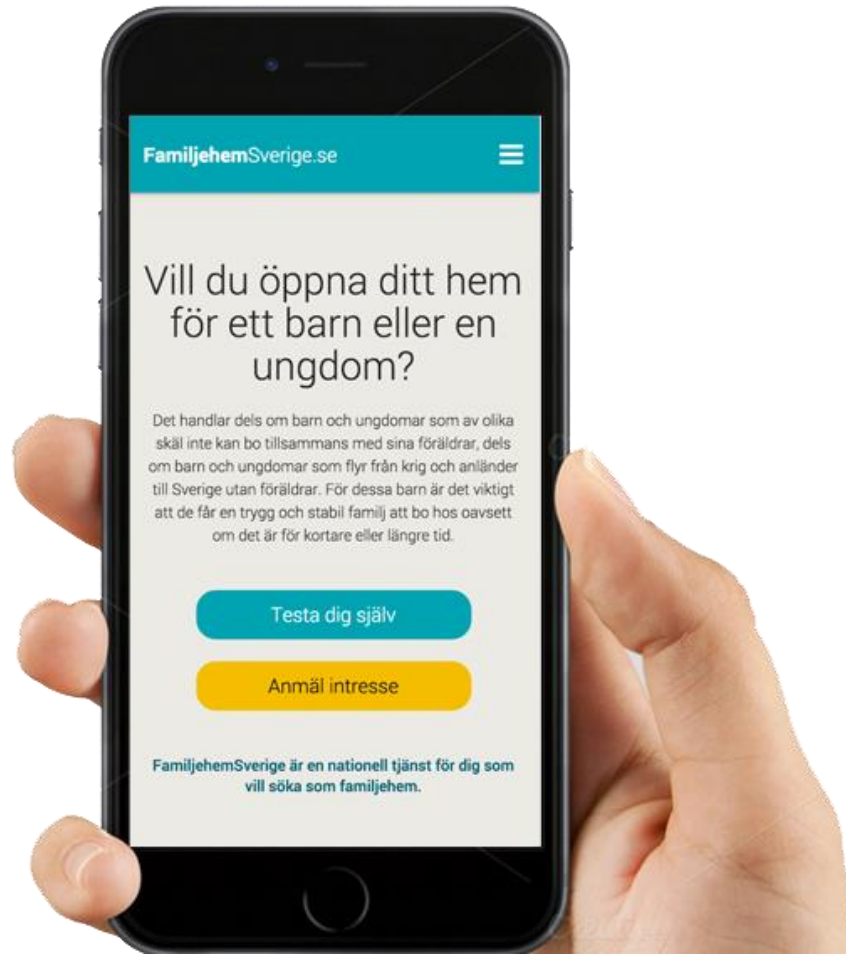 FamiljehemSverige.se
Vill du öppna ditt hem
för ett barn eller en
ungdom?
Det handlar dels om barn och ungdomar som av olika
skäl inte kan bo tillsammans med sina föräldrar, dels
om barn och ungdomar som flyr från krig och anländer
till Sverige utan föräldrar. För dessa barn är det viktigt
att de får en trygg och stabil familj att bo hos oavsett
om det är för kortare eller längre tid.
Testa dig själv
Anmäl intresse
FamiljehemSverige är en nationell tjänst för dig som
vill söka som familjehem.